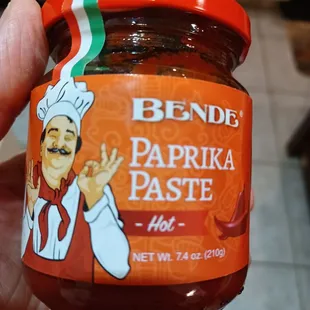 BENDE®
PAPRIKA
PASTE
- Hot -
NET WT. 7.4 oz. (210g)